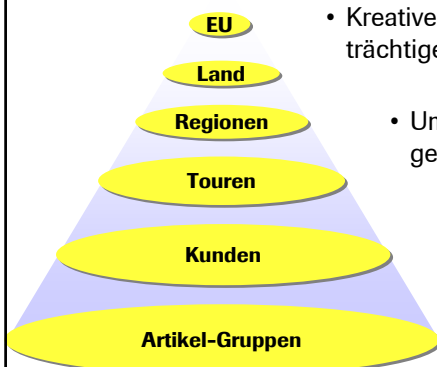 EU
• Kreative
trächtige
Land
Regionen
Touren
Kunden
Artikel-Gruppen